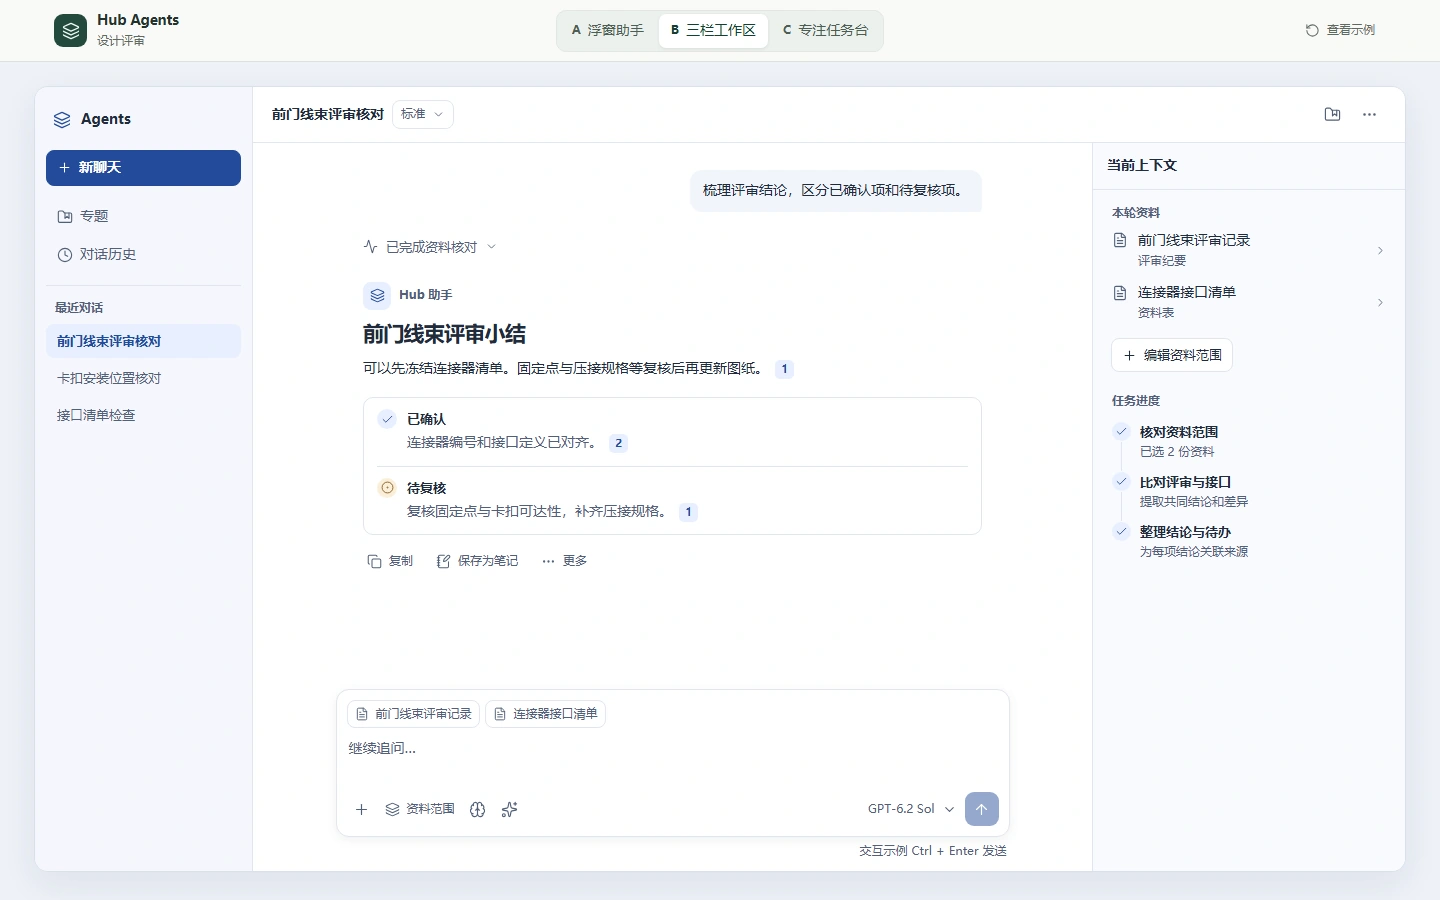 Hub Agents
设计评审
A 浮窗助手
B 三栏工作区
C 专注任务台
查看示例
Agents
新聊天
专题
对话历史
最近对话
前门线束评审核对
卡扣安装位置核对
接口清单检查
前门线束评审核对
标准
梳理评审结论，区分已确认项和待复核项。
已完成资料核对
Hub 助手
前门线束评审小结
可以先冻结连接器清单。固定点与压接规格等复核后再更新图纸。 1
已确认
连接器编号和接口定义已对齐。 2
待复核
复核固定点与卡扣可达性，补齐压接规格。 1
复制
保存为笔记
更多
前门线束评审记录
连接器接口清单
继续追问...
资料范围
GPT-6.2 Sol
交互示例 Ctrl + Enter 发送
当前上下文
本轮资料
前门线束评审记录
评审纪要
连接器接口清单
资料表
编辑资料范围
任务进度
核对资料范围
已选 2 份资料
比对评审与接口
提取共同结论和差异
整理结论与待办
为每项结论关联来源